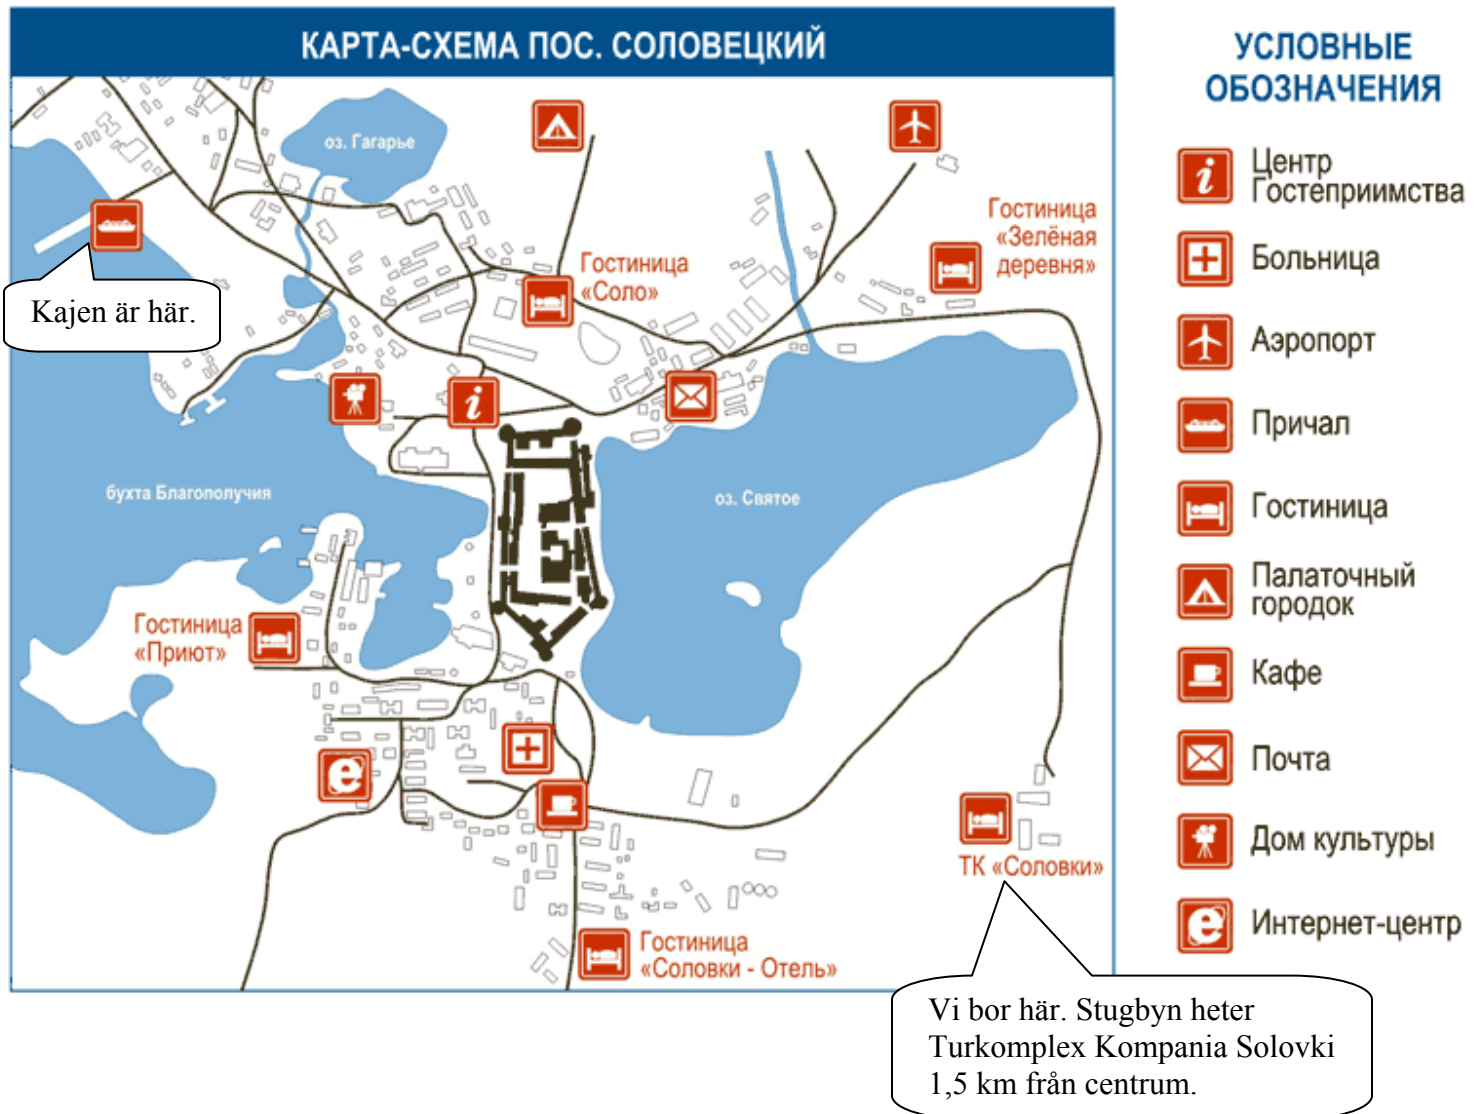 КАРТА-СХЕМА ПОС. СОЛОВЕЦКИЙ
УСЛОВНЫЕ
ОБОЗНАЧЕНИЯ
оз. Гагарье
Гостиница
«Зелёная
деревня»
Гостиница
«Соло»
Kajen är här.
бухта Благополучия
оз. Святое
Гостиница
«Приют»
ТК «Соловки»
Гостиница
«Соловки - Отель»
Vi bor här. Stugbyn heter
Turkomplex Kompania Solovki
1,5 km från centrum.
Центр
Гостеприимства
Больница
Аэропорт
Причал
Гостиница
Палаточный
городок
Кафе
Почта
Дом культуры
Интернет-центр